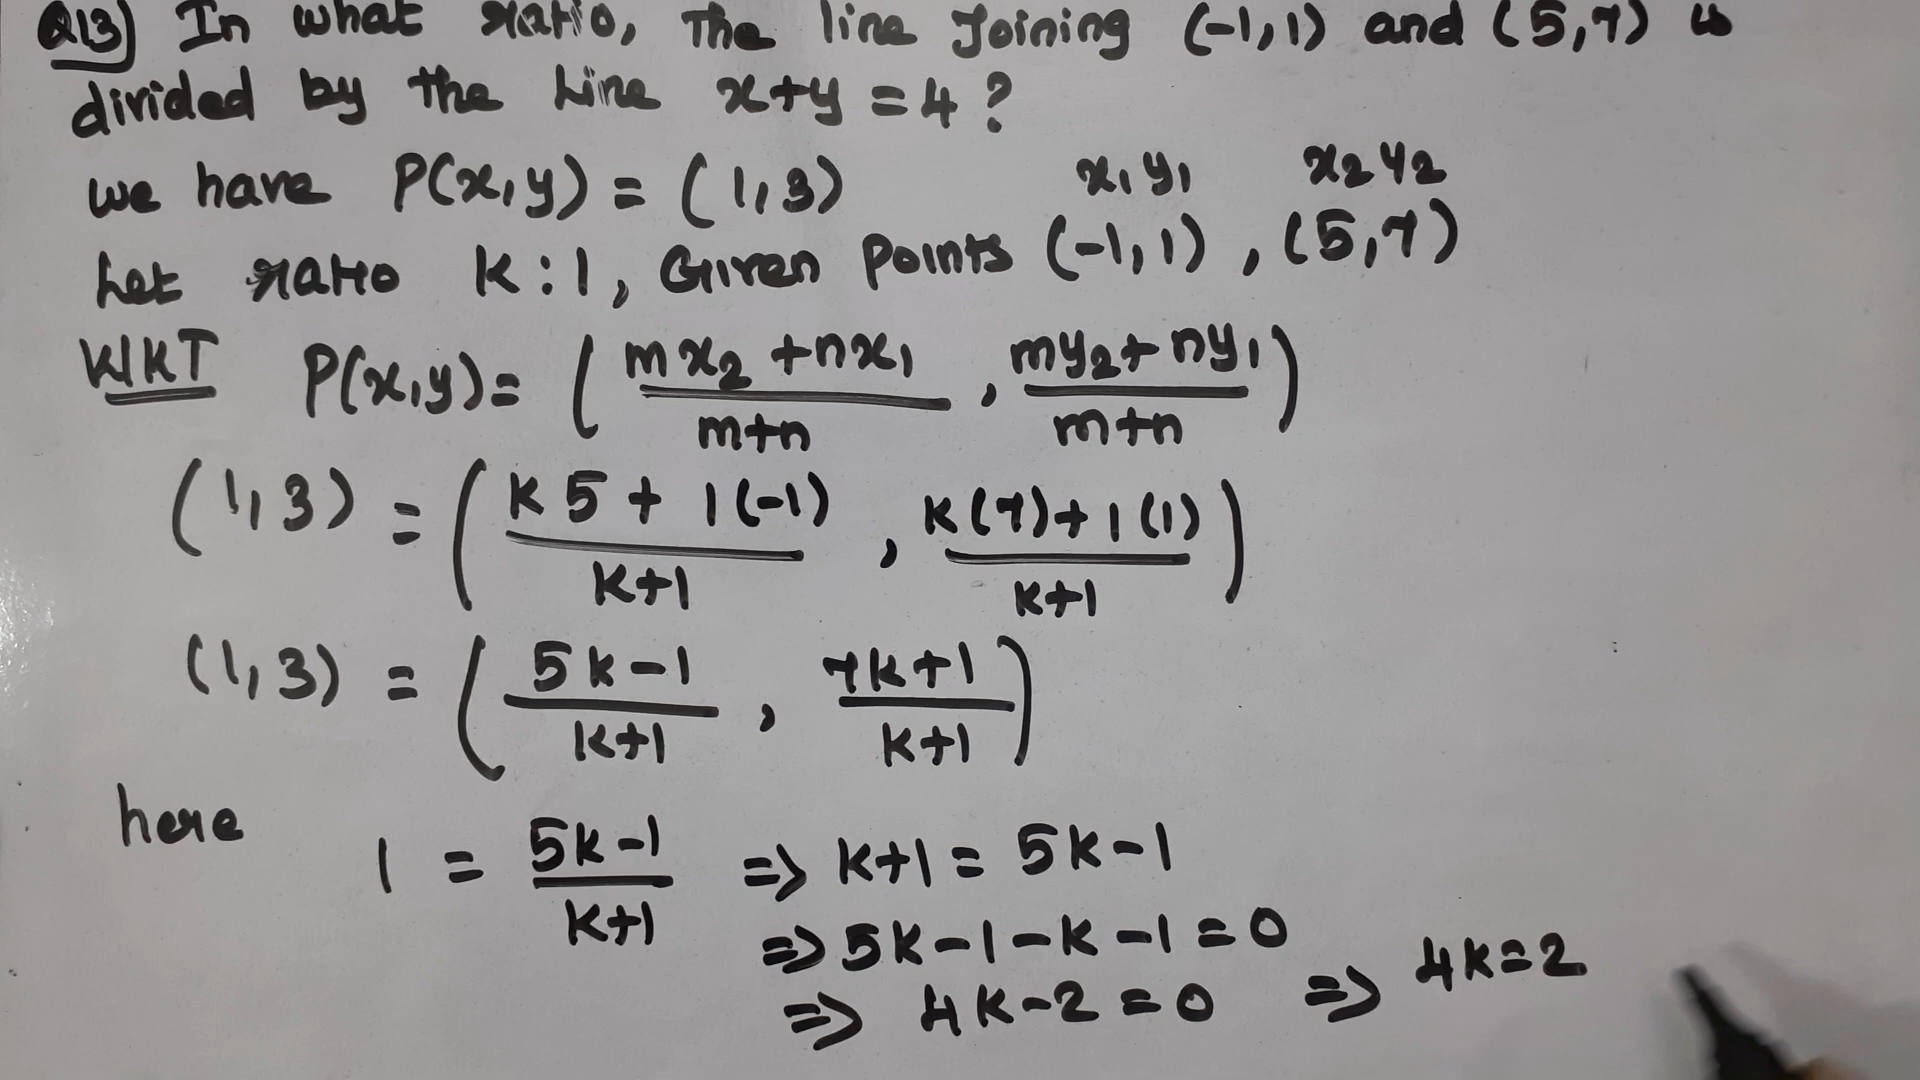 Q13) In what ratio, The line Joining (-1,1) and (5,7) is
divided by the Line x+y=4?
we have P(x,y) = (1,3)
x1 y1 x2 y2
Let ratio K:1, Given Points (-1,1), (5,7)
WKT P(x,y)= ( mx2 +nx1 / m+n , my2+ny1 / m+n )
(1,3) = ( K5+1(-1) / K+1 , K(7)+1(1) / K+1 )
(1,3) = ( 5K-1 / K+1 , 7K+1 / K+1 )
here 1 = 5K-1 / K+1 => K+1 = 5K-1
=> 5K-1-K-1=0
=> 4K-2=0 => 4K=2